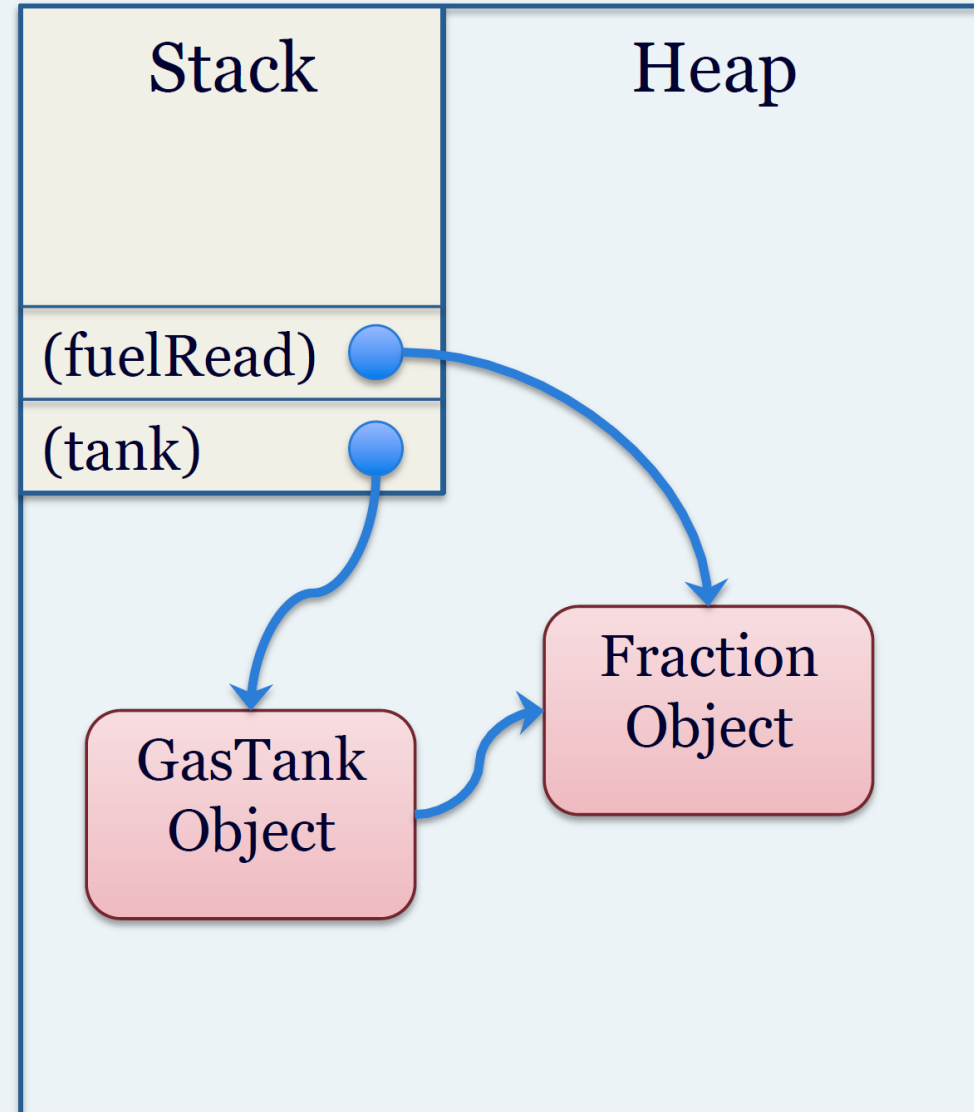 Stack
Heap
(fuelRead)
(tank)
Fraction
Object
GasTank
Object